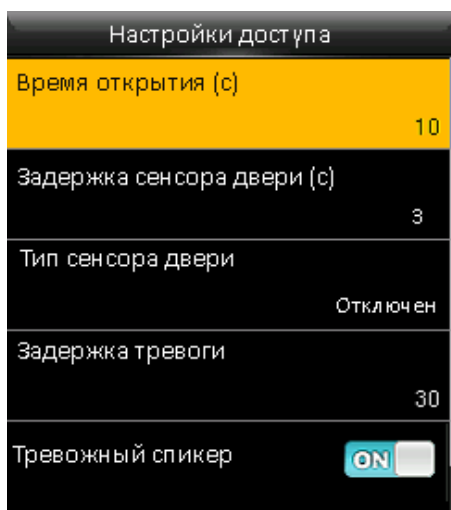 Настройки доступа
Время открытия (с)
10
Задержка сенсора двери (с)
3
Тип сенсора двери
Отключен
Задержка тревоги
30
Тревожный спикер
ON